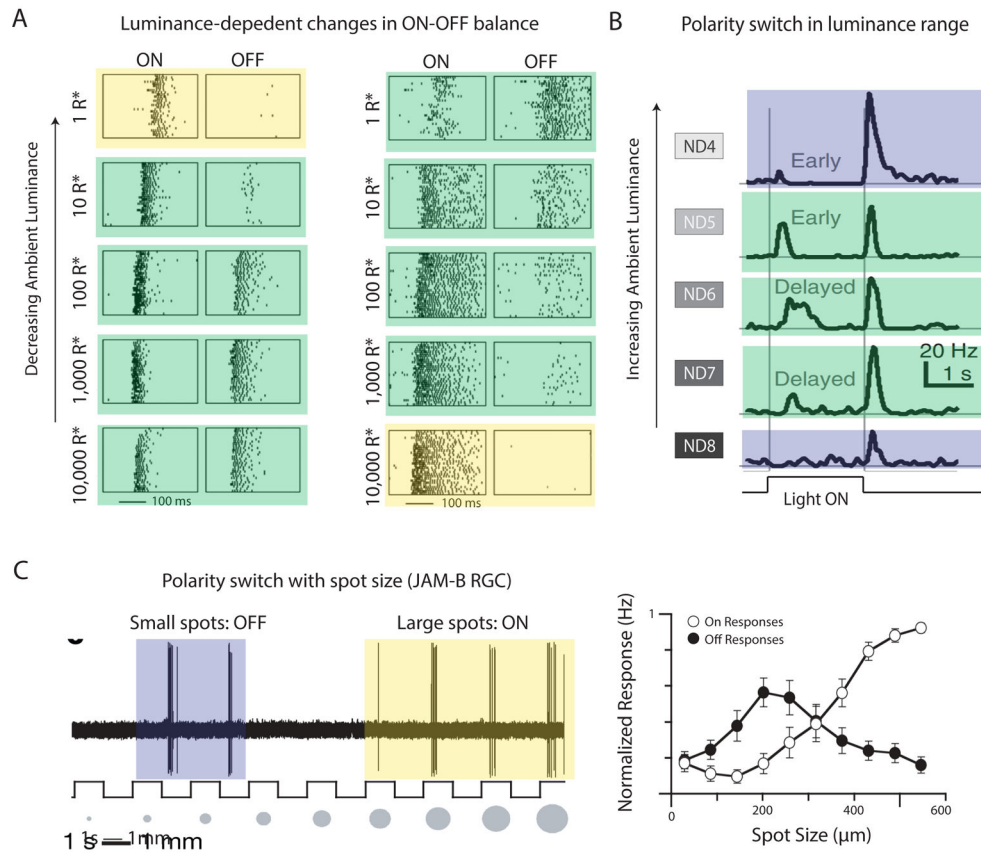 A
Luminance-depedent changes in ON-OFF balance
ON OFF
ON OFF
Decreasing Ambient Luminance
1 R*
10 R*
100 R*
1,000 R*
10,000 R*
100 ms
1 R*
10 R*
100 R*
1,000 R*
10,000 R*
100 ms
B
Polarity switch in luminance range
Increasing Ambient Luminance
ND4
Early
ND5
Early
ND6
Delayed
ND7
Delayed
20 Hz
1 s
ND8
Light ON
C
Polarity switch with spot size (JAM-B RGC)
Small spots: OFF
Large spots: ON
1 s 1 mm
1s 1mm
Normalized Response (Hz)
1
On Responses
Off Responses
0 200 400 600
Spot Size (µm)